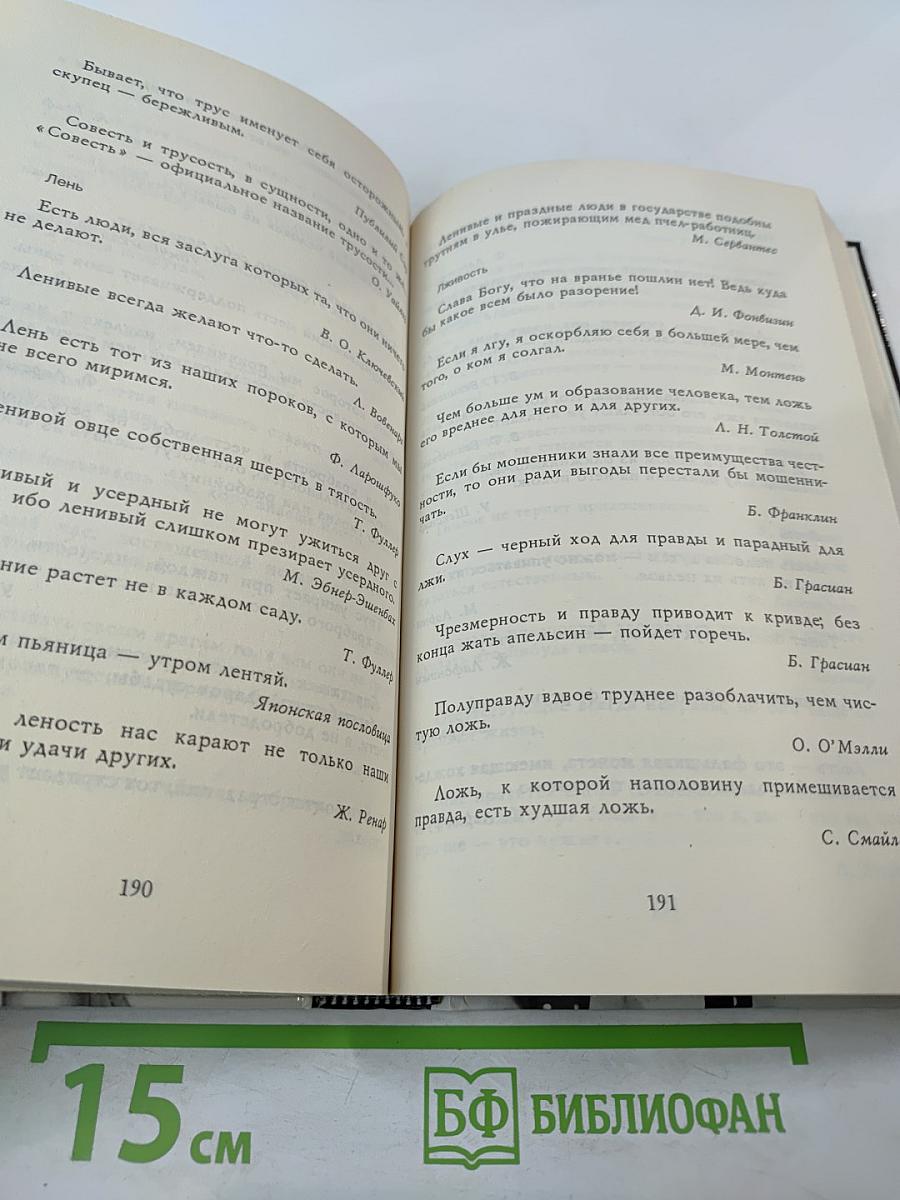 Бывает, что трус именует себя осторожным, а
скупец — бережливым.
Публилий
Совесть и трусость, в сущности, одно и то же.
«Совесть» — официальное название трусости...
О. Уайльд
Лень
Есть люди, вся заслуга которых та, что они ничего
не делают.
В. О. Ключевский
Ленивые всегда желают что-то сделать.
Л. Вовенарг
Лень есть тот из наших пороков, с которым мы
не всего миримся.
Ф. Ларошфуко
енивой овце собственная шерсть в тягость.
Т. Фуллер
ивый и усердный не могут ужиться друг с
ибо ленивый слишком презирает усердного.
М. Эбнер-Эшенбах
ние растет не в каждом саду.
Т. Фуллер
м пьяница — утром лентяй.
Японская пословица
леность нас карают не только наши
и удачи других.
Ж. Ренар
190
Ленивые и праздные люди в государстве подобны
трутням в улье, пожирающим мед пчел-работниц.
М. Сервантес
Лживость
Слава Богу, что на вранье пошлин нет! Ведь куда
бы какое всем было разорение!
Д. И. Фонвизин
Если я лгу, я оскорбляю себя в большей мере, чем
того, о ком я солгал.
М. Монтень
Чем больше ум и образование человека, тем ложь
его вреднее для него и для других.
Л. Н. Толстой
Если бы мошенники знали все преимущества чест-
ности, то они ради выгоды перестали бы мошенни-
чать.
Б. Франклин
Слух — черный ход для правды и парадный для
лжи.
Б. Грасиан
Чрезмерность и правду приводит к кривде; без
конца жать апельсин — пойдет горечь.
Б. Грасиан
Полуправду вдвое труднее разоблачить, чем чис-
тую ложь.
О. О'Мэлли
Ложь, к которой наполовину примешивается
правда, есть худшая ложь.
С. Смайл
191
15 см
БФ БИБЛИОФАН